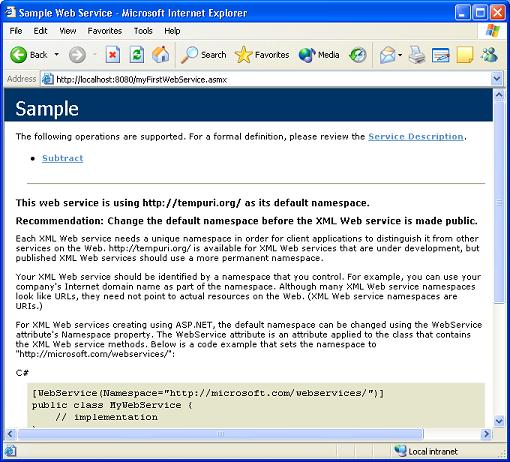 Sample Web Service - Microsoft Internet Explorer
File Edit View Favorites Tools Help
Back Search Favorites Media
Address http://localhost:8080/myFirstWebService.asmx
Sample
The following operations are supported. For a formal definition, please review the Service Description.
• Subtract
This web service is using http://tempuri.org/ as its default namespace.
Recommendation: Change the default namespace before the XML Web service is made public.
Each XML Web service needs a unique namespace in order for client applications to distinguish it from other
services on the Web. http://tempuri.org/ is available for XML Web services that are under development, but
published XML Web services should use a more permanent namespace.
Your XML Web service should be identified by a namespace that you control. For example, you can use your
company's Internet domain name as part of the namespace. Although many XML Web service namespaces
look like URLs, they need not point to actual resources on the Web. (XML Web service namespaces are
URIs.)
For XML Web services creating using ASP.NET, the default namespace can be changed using the WebService
attribute's Namespace property. The WebService attribute is an attribute applied to the class that contains
the XML Web service methods. Below is a code example that sets the namespace to
"http://microsoft.com/webservices/":
C#
[WebService(Namespace="http://microsoft.com/webservices/")]
public class MyWebService {
// implementation
Local intranet